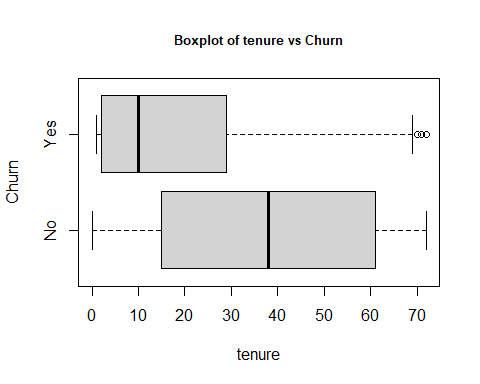 Boxplot of tenure vs Churn
Churn
Yes
No
0 10 20 30 40 50 60 70
tenure